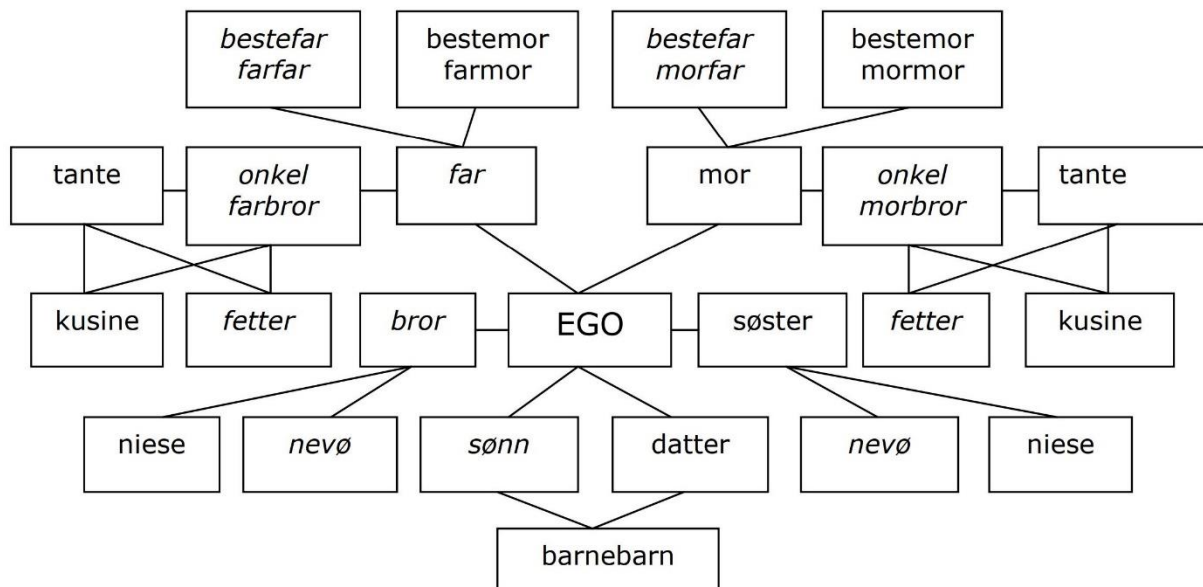 bestefar
farfar
bestemor
farmor
bestefar
morfar
bestemor
mormor
tante
onkel
farbror
far
mor
onkel
morbror
tante
kusine
fetter
bror
EGO
søster
fetter
kusine
niese
nevø
sønn
datter
nevø
niese
barnebarn